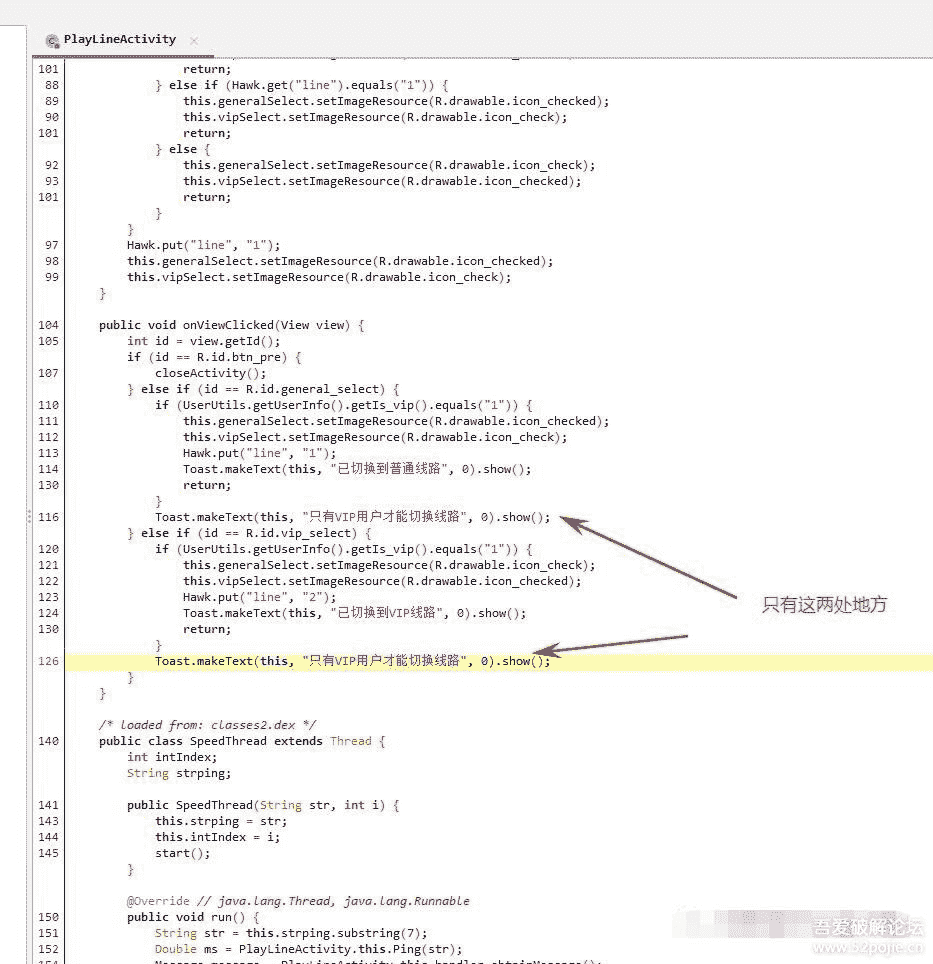 PlayLineActivity
101 return;
88 } else if (Hawk.get("line").equals("1")) {
89 this.generalSelect.setImageResource(R.drawable.icon_checked);
90 this.vipSelect.setImageResource(R.drawable.icon_check);
101 return;
} else {
92 this.generalSelect.setImageResource(R.drawable.icon_check);
93 this.vipSelect.setImageResource(R.drawable.icon_checked);
101 return;
}
}
97 Hawk.put("line", "1");
98 this.generalSelect.setImageResource(R.drawable.icon_checked);
99 this.vipSelect.setImageResource(R.drawable.icon_check);
}
104 public void onViewClicked(View view) {
105 int id = view.getId();
if (id == R.id.btn_pre) {
107 closeActivity();
} else if (id == R.id.general_select) {
110 if (UserUtils.getUserInfo().getIs_vip().equals("1")) {
111 this.generalSelect.setImageResource(R.drawable.icon_checked);
112 this.vipSelect.setImageResource(R.drawable.icon_check);
113 Hawk.put("line", "1");
114 Toast.makeText(this, "已切换到普通线路", 0).show();
130 return;
}
116 Toast.makeText(this, "只有VIP用户才能切换线路", 0).show();
} else if (id == R.id.vip_select) {
120 if (UserUtils.getUserInfo().getIs_vip().equals("1")) {
121 this.generalSelect.setImageResource(R.drawable.icon_check);
122 this.vipSelect.setImageResource(R.drawable.icon_checked);
123 Hawk.put("line", "2");
124 Toast.makeText(this, "已切换到VIP线路", 0).show();
130 return;
}
只有这两处地方
126 Toast.makeText(this, "只有VIP用户才能切换线路", 0).show();
}
}
/* loaded from: classes2.dex */
140 public class SpeedThread extends Thread {
int intIndex;
String strping;
141 public SpeedThread(String str, int i) {
143 this.strping = str;
144 this.intIndex = i;
145 start();
}
@Override // java.lang.Thread, java.lang.Runnable
150 public void run() {
151 String str = this.strping.substring(7);
152 Double ms = PlayLineActivity.this.Ping(str);
吾爱破解论坛
www.52pojie.cn